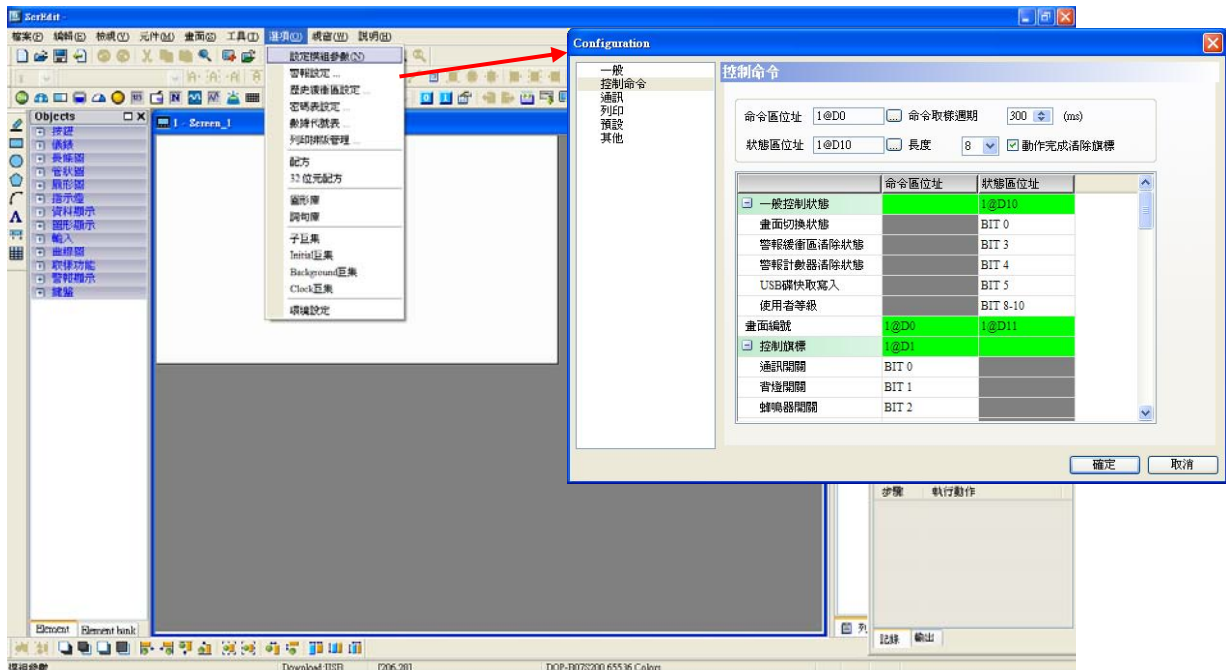 ScrEdit -
檔案(F) 編輯(E) 檢視(V) 元件(M) 畫面(S) 工具(T) 選項(O) 視窗(W) 說明(H)
設定模組參數(N)
警報設定 ...
歷史緩衝區設定 ...
密碼表設定 ...
數據代號表 ...
列印排版管理 ...
配方
32 位元配方
圖形庫
詞句庫
子巨集
Initial巨集
Background巨集
Clock巨集
環境設定
Objects
按鈕
儀錶
長條圖
管狀圖
扇形圖
指示燈
資料顯示
圖形顯示
輸入
曲線圖
取樣功能
警報顯示
鍵盤
1 - Screen_1
Configuration
一般
控制命令
通訊
列印
預設
其他
控制命令
命令區位址 1@D0 ... 命令取樣週期 300 (ms)
狀態區位址 1@D10 ... 長度 8 動作完成清除旗標
命令區位址 狀態區位址
一般控制狀態 1@D10
畫面切換狀態 BIT 0
警報緩衝區清除狀態 BIT 3
警報計數器清除狀態 BIT 4
USB碟快取寫入 BIT 5
使用者等級 BIT 8-10
畫面編號 1@D0 1@D11
控制旗標 1@D1
通訊開關 BIT 0
背燈開關 BIT 1
蜂鳴器開關 BIT 2
確定 取消
步驟 執行動作
Element Element bank
列
記錄 輸出
模組參數 Download :USB [206,28] DOP-B07S200 65536 Colors